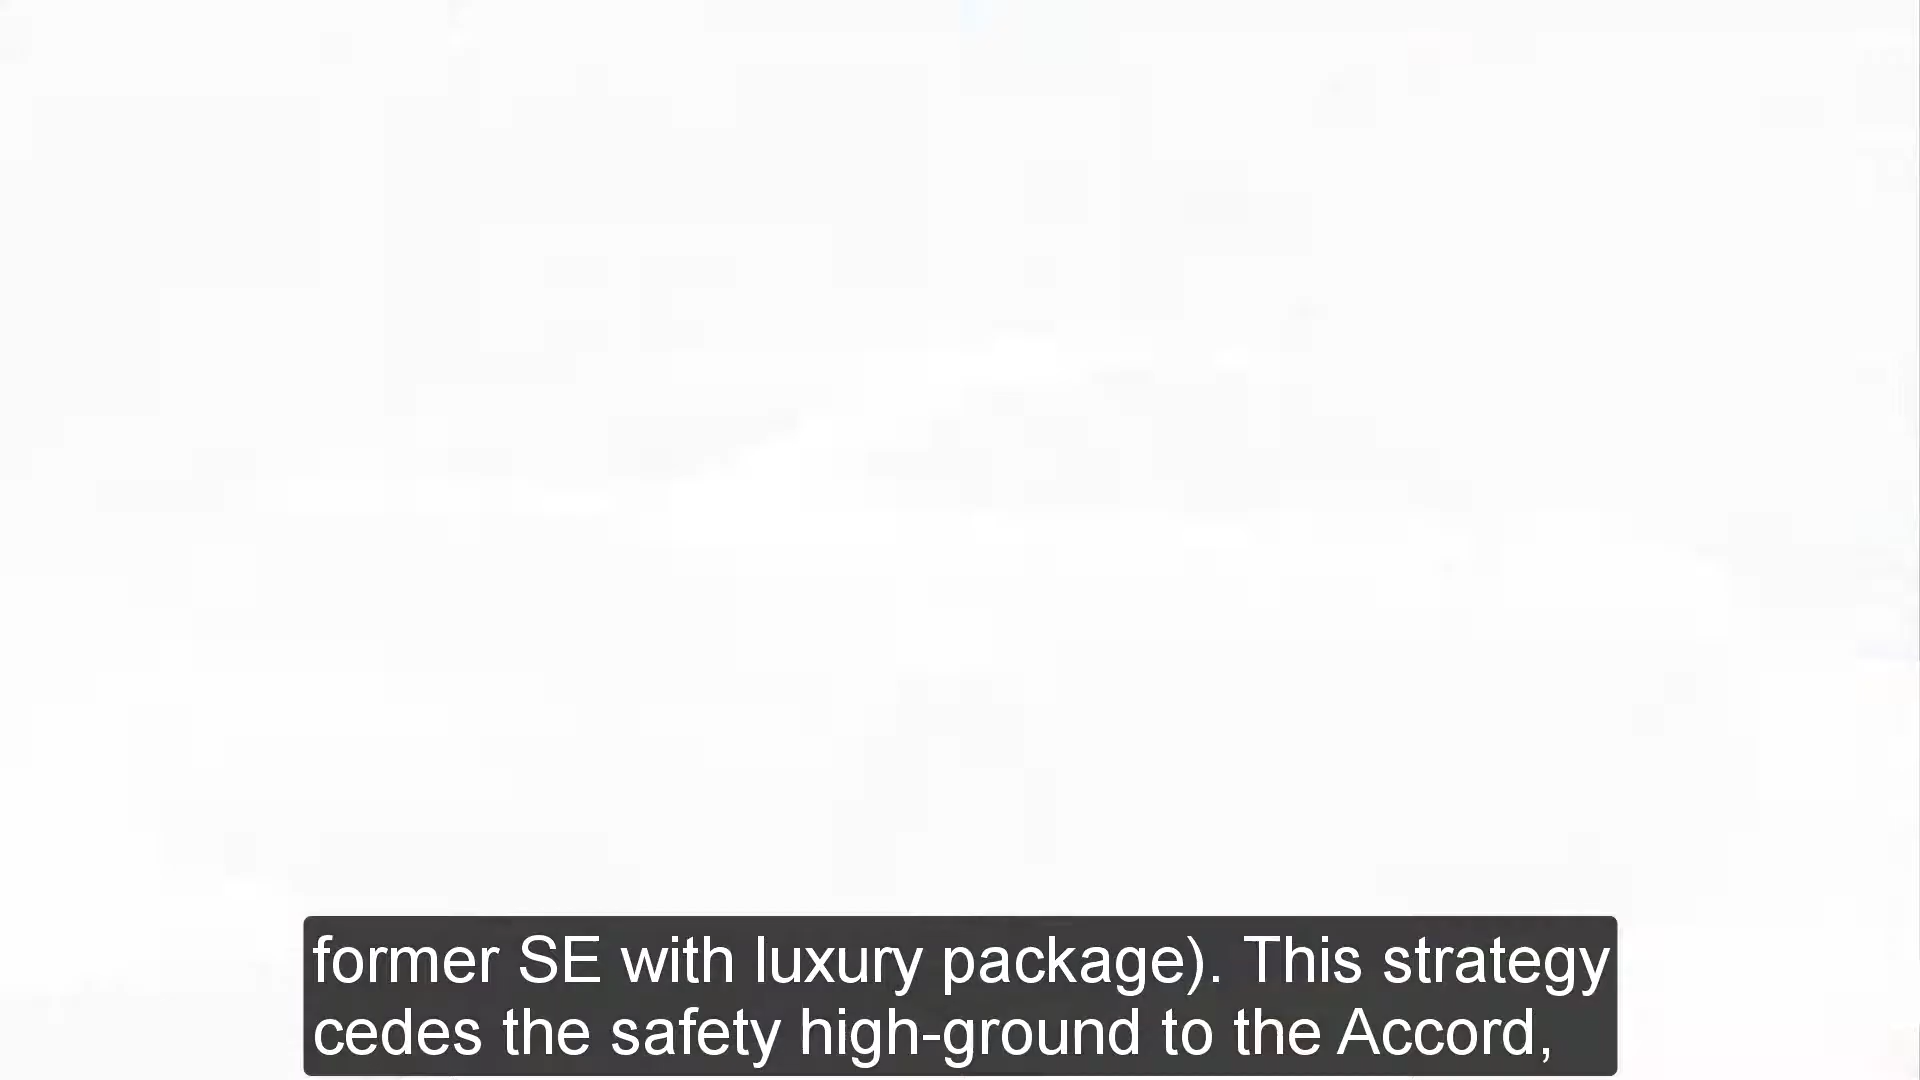 former SE with luxury package). This strategy
cedes the safety high-ground to the Accord,